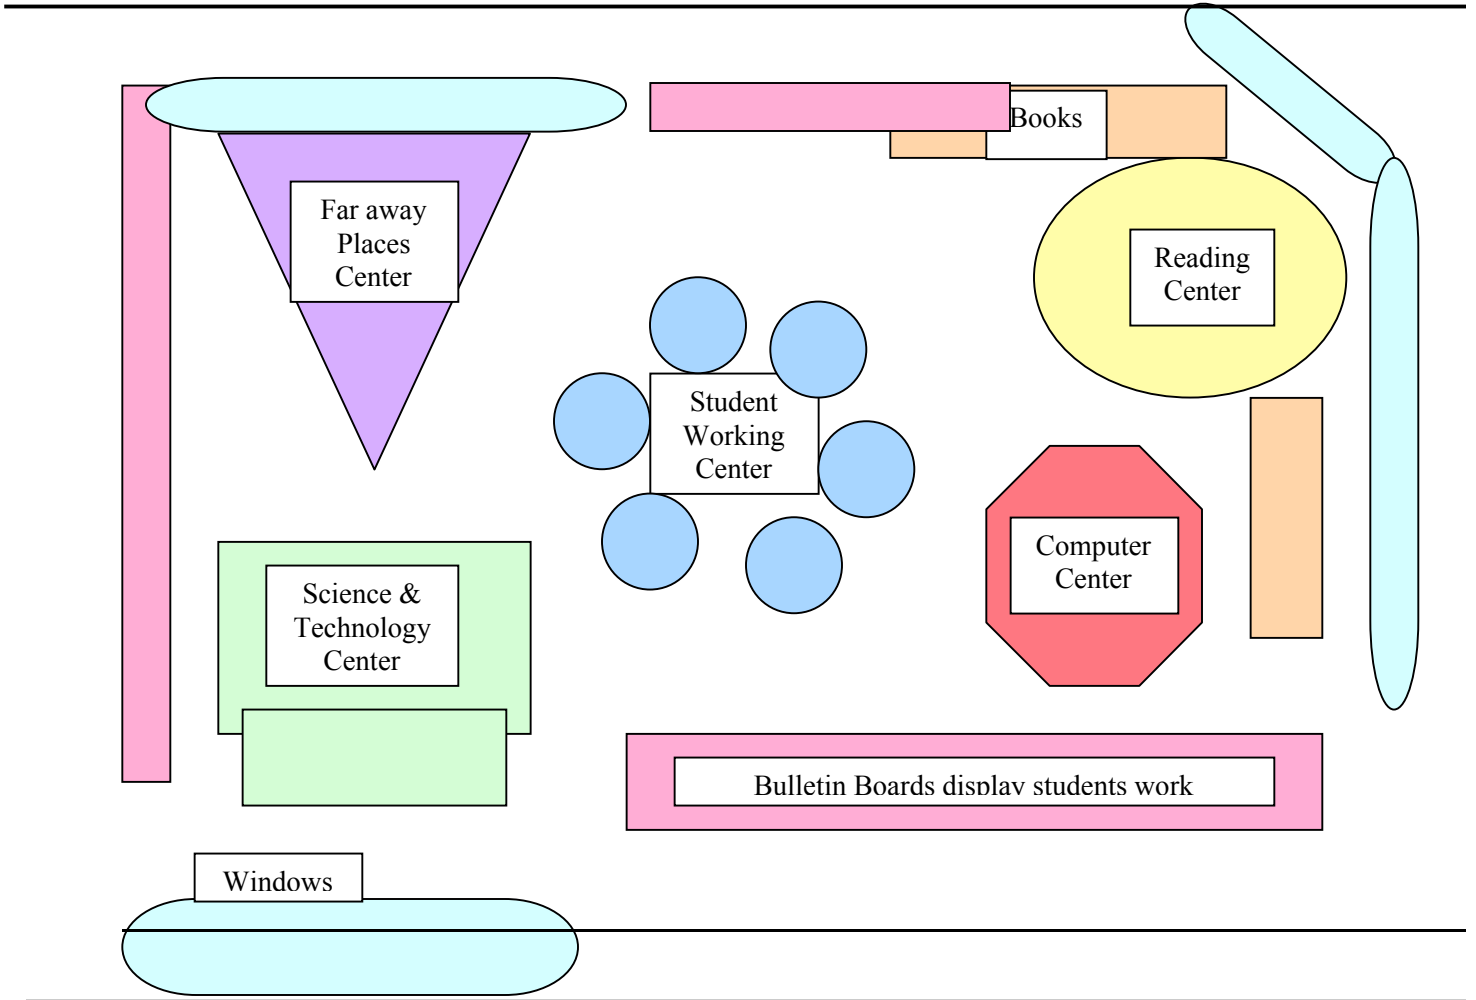 Books
Far away
Places
Center
Reading
Center
Student
Working
Center
Computer
Center
Science &
Technology
Center
Bulletin Boards display students work
Windows